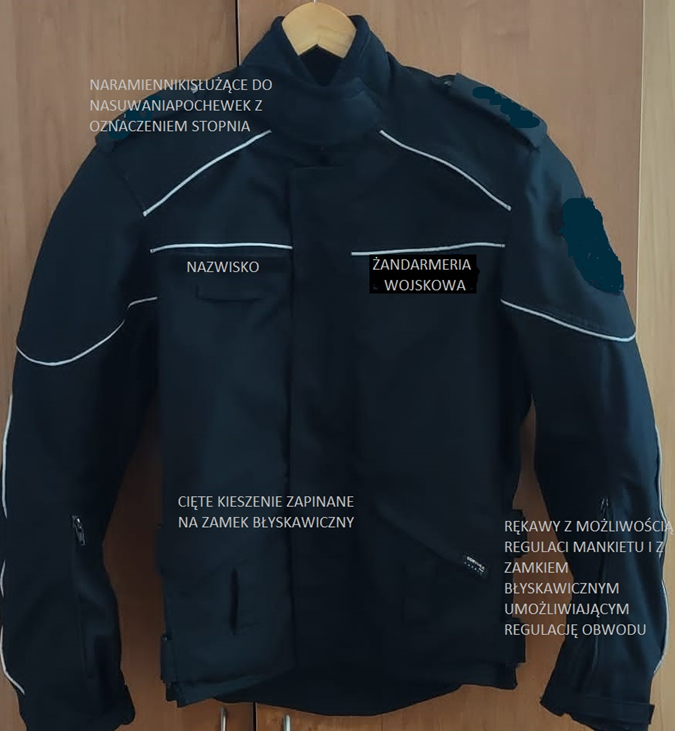 NARAMIENNIKISŁUŻĄCE DO
NASUWANIAPOCHEWEK Z
OZNACZENIEM STOPNIA
NAZWISKO
ŻANDARMERIA
WOJSKOWA
CIĘTE KIESZENIE ZAPINANE
NA ZAMEK BŁYSKAWICZNY
RĘKAWY Z MOŻLIWOŚCIĄ
REGULACI MANKIETU I Z
ZAMKIEM
BŁYSKAWICZNYM
UMOŻLIWIAJĄCYM
REGULACJĘ OBWODU